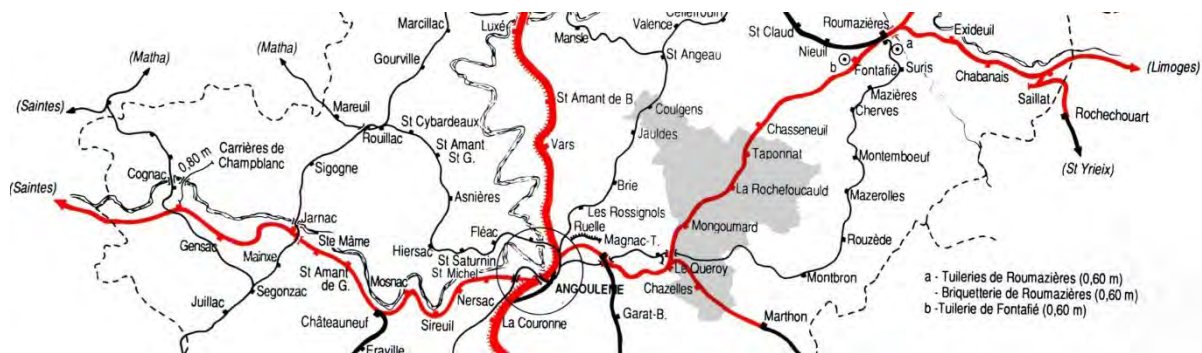 Marcillac
Luxé
Mansle
Cellefrouin
Valence
St Angeau
St Claud
Roumazières
a
Exideuil
Nieuil
b
Fontafié
Suris
Chabanais
(Limoges)
(Matha)
(Matha)
Gourville
St Amant de B.
Coulgens
Mazières
Cherves
Saillat
Rochechouart
(Saintes)
Mareuil
St Cybardeaux
Rouillac
Jauldes
Chasseneuil
Carrières de
Champblanc
0,80 m
St Amant
St G.
Vars
Taponnat
Montemboeuf
(St Yrieix)
Cognac
Sigogne
Brie
La Rochefoucauld
Mazerolles
(Saintes)
Asnières
Les Rossignols
Jarnac
Fléac
Ruelle
Mongoumard
Gensac
Ste Mâme
Hiersac
Magnac-T.
Rouzède
Mainxe
St Saturnin
St Michel
Le Queroy
Montbron
St Amant
de G.
Mosnac
ANGOULEME
Chazelles
Segonzac
Nersac
Juillac
Châteauneuf
Sireuil
La Couronne
Garat-B.
Marthon
Eraville
a - Tuileries de Roumazières (0,60 m)
- Briquetterie de Roumazières (0,60 m)
b -Tuilerie de Fontafié (0,60 m)